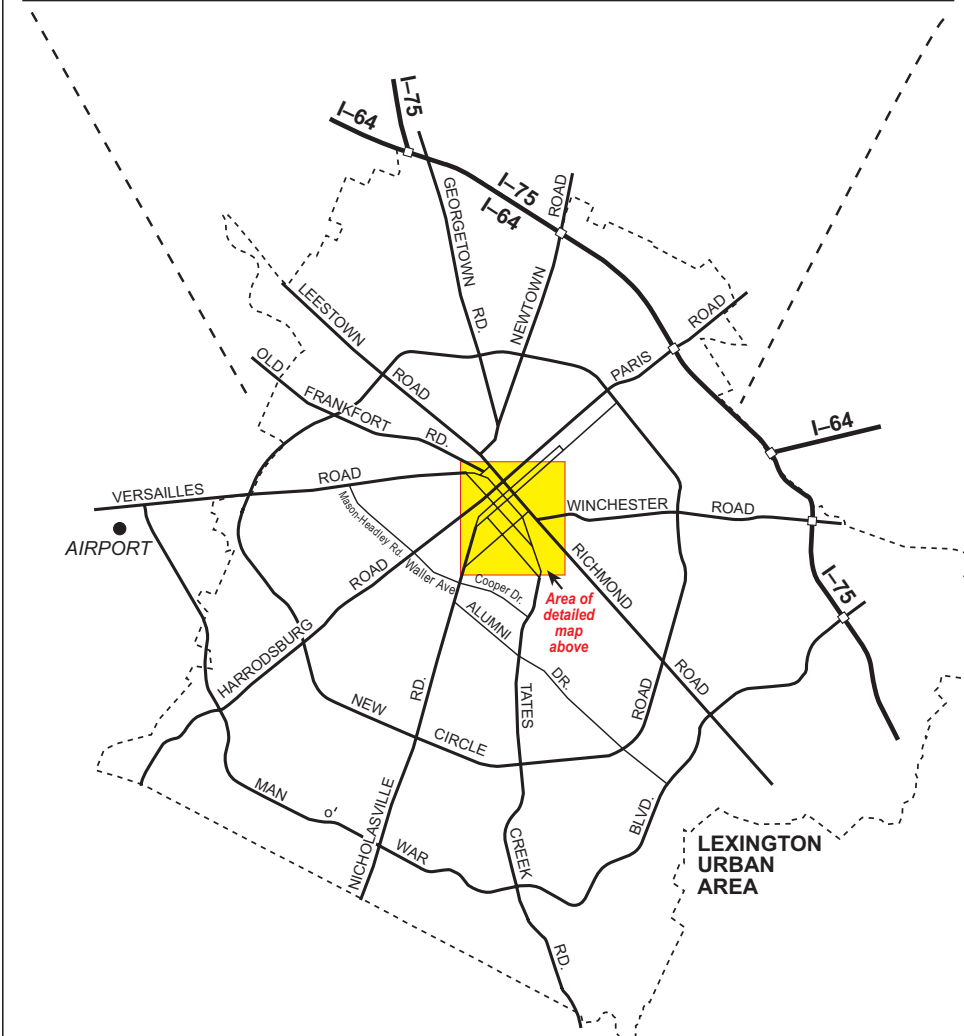 I–75
I–64
I–75
I–64
GEORGETOWN RD.
NEWTOWN ROAD
LEESTOWN ROAD
PARIS ROAD
OLD FRANKFORT RD.
I–64
VERSAILLES ROAD
WINCHESTER ROAD
AIRPORT
Mason-Headley Rd.
Waller Ave
Cooper Dr.
RICHMOND ROAD
I–75
Area of
detailed
map
above
HARRODSBURG ROAD
ALUMNI DR.
NEW CIRCLE ROAD
NICHOLASVILLE RD.
TATES CREEK RD.
MAN o' WAR BLVD.
LEXINGTON
URBAN
AREA